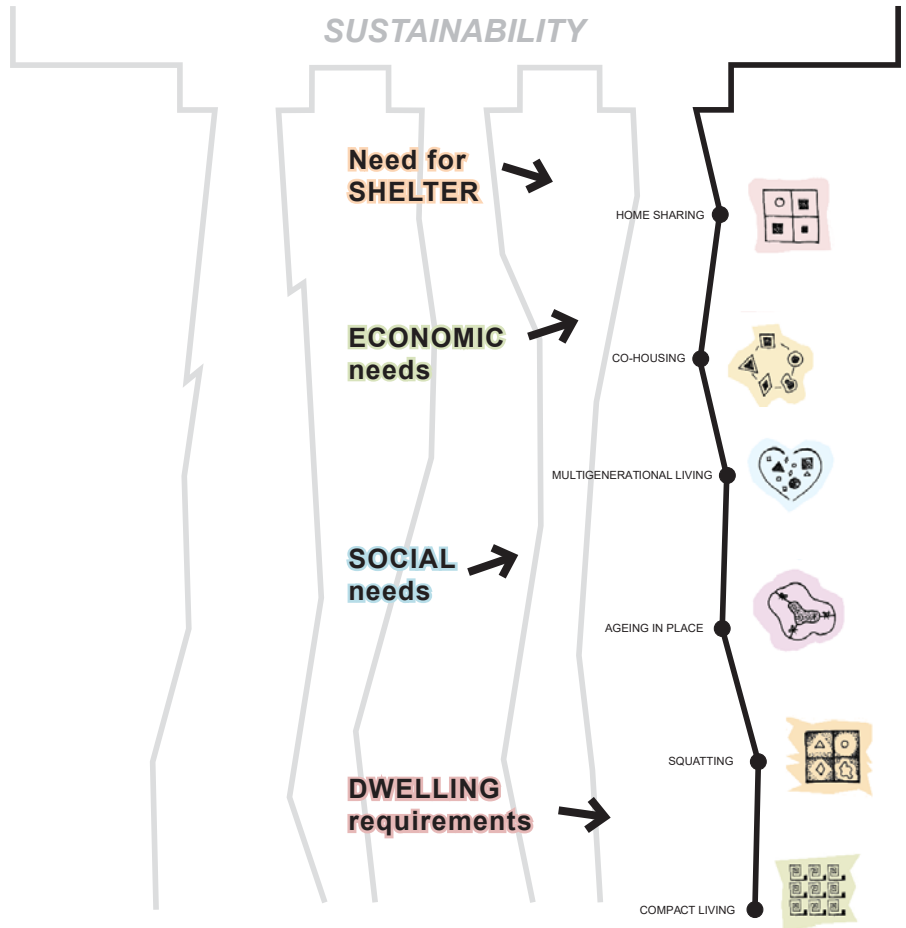 SUSTAINABILITY
Need for
SHELTER
HOME SHARING
ECONOMIC
needs
CO-HOUSING
MULTIGENERATIONAL LIVING
SOCIAL
needs
AGEING IN PLACE
SQUATTING
DWELLING
requirements
COMPACT LIVING